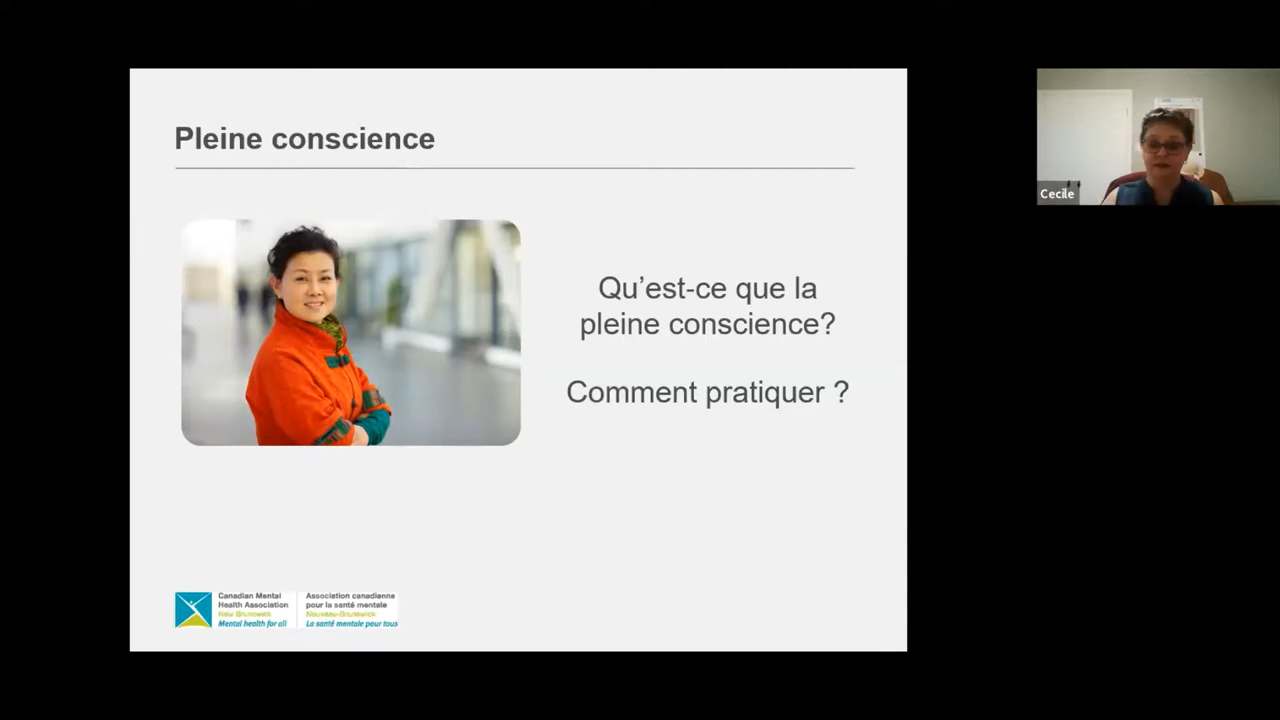 Pleine conscience
Qu'est-ce que la
pleine conscience?
Comment pratiquer ?
Cecile
Canadian Mental
Health Association
New Brunswick
Mental health for all
Association canadienne
pour la santé mentale
Nouveau-Brunswick
La santé mentale pour tous